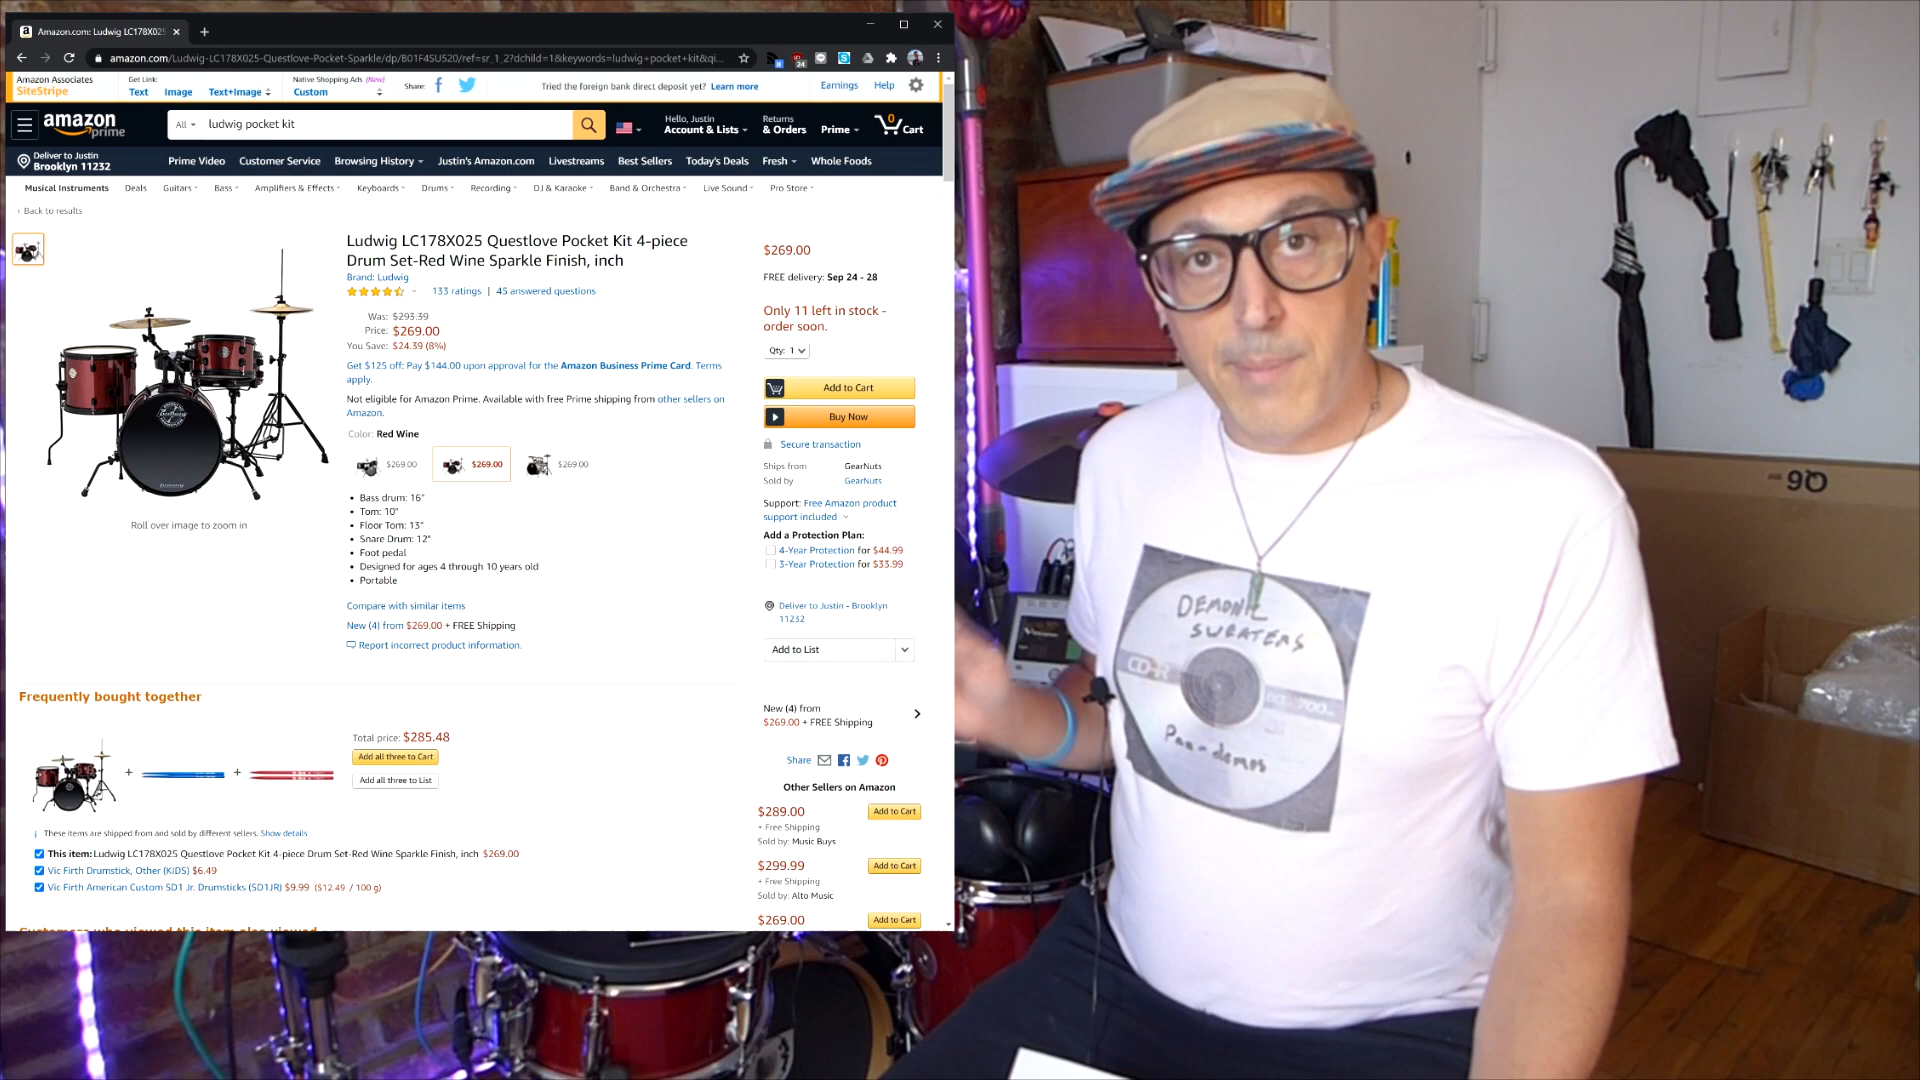 Amazon.com: Ludwig LC178X025
amazon.com/Ludwig-LC178X025-Questlove-Pocket-Sparkle/dp/B01F4SU520/ref=sr_1_2?dchild=1&keywords=ludwig+pocket+kit&qi...
Amazon Associates
SiteStripe
Get Link:
Text Image Text+Image
Native Shopping Ads (New)
Custom
Share:
Tried the foreign bank direct deposit yet? Learn more
Earnings Help
amazon prime
All ludwig pocket kit
Hello, Justin
Account & Lists
Returns
& Orders
Prime
0
Cart
Deliver to Justin
Brooklyn 11232
Prime Video Customer Service Browsing History Justin's Amazon.com Livestreams Best Sellers Today's Deals Fresh Whole Foods
Musical Instruments Deals Guitars Bass Amplifiers & Effects Keyboards Drums Recording DJ & Karaoke Band & Orchestra Live Sound Pro Store
‹ Back to results
Roll over image to zoom in
Ludwig LC178X025 Questlove Pocket Kit 4-piece
Drum Set-Red Wine Sparkle Finish, inch
Brand: Ludwig
133 ratings | 45 answered questions
Was: $293.39
Price: $269.00
You Save: $24.39 (8%)
Get $125 off: Pay $144.00 upon approval for the Amazon Business Prime Card. Terms
apply.
Not eligible for Amazon Prime. Available with free Prime shipping from other sellers on
Amazon.
Color: Red Wine
$269.00 $269.00 $269.00
• Bass drum: 16"
• Tom: 10"
• Floor Tom: 13"
• Snare Drum: 12"
• Foot pedal
• Designed for ages 4 through 10 years old
• Portable
Compare with similar items
New (4) from $269.00 + FREE Shipping
Report incorrect product information.
$269.00
FREE delivery: Sep 24 - 28
Only 11 left in stock -
order soon.
Qty: 1
Add to Cart
Buy Now
Secure transaction
Ships from GearNuts
Sold by GearNuts
Support: Free Amazon product
support included
Add a Protection Plan:
4-Year Protection for $44.99
3-Year Protection for $33.99
Deliver to Justin - Brooklyn
11232
Add to List
New (4) from
$269.00 + FREE Shipping
Share
Other Sellers on Amazon
$289.00 Add to Cart
+ Free Shipping
Sold by: Music Buys
$299.99 Add to Cart
+ Free Shipping
Sold by: Alto Music
$269.00 Add to Cart
Frequently bought together
+ +
Total price: $285.48
Add all three to Cart
Add all three to List
These items are shipped from and sold by different sellers. Show details
This item: Ludwig LC178X025 Questlove Pocket Kit 4-piece Drum Set-Red Wine Sparkle Finish, inch $269.00
Vic Firth Drumstick, Other (KIDS) $6.49
Vic Firth American Custom SD1 Jr. Drumsticks (SD1JR) $9.99 ($12.49 / 100 g)
Customers who viewed this item also viewed
DEMONIC
SWEATERS
CD-R
700
Pan-demos
90